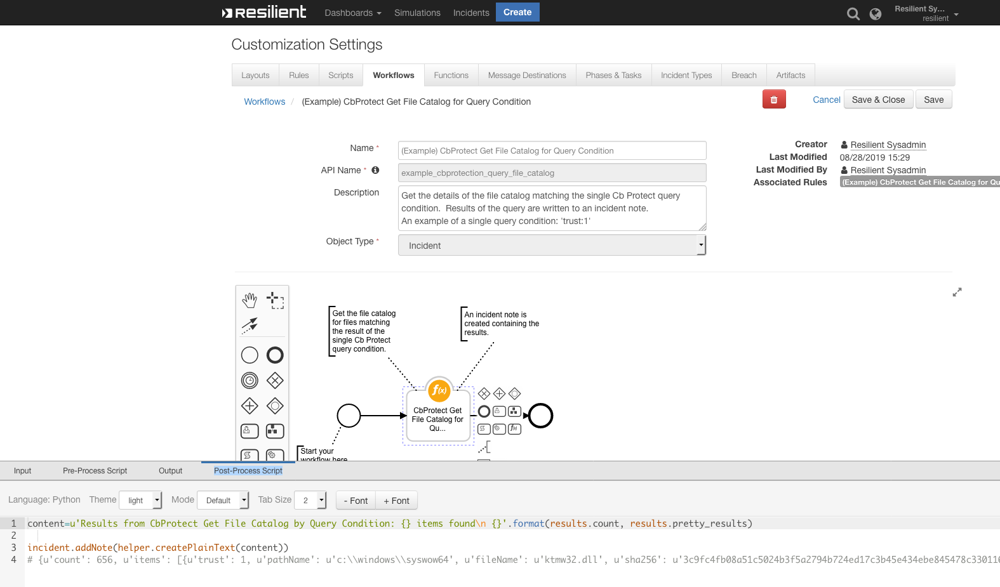 Resilient
Dashboards
Simulations
Incidents
Create
Resilient Sy...
resilient
Customization Settings
Layouts
Rules
Scripts
Workflows
Functions
Message Destinations
Phases & Tasks
Incident Types
Breach
Artifacts
Workflows / (Example) CbProtect Get File Catalog for Query Condition
Cancel
Save & Close
Save
Name *
(Example) CbProtect Get File Catalog for Query Condition
API Name *
example_cbprotection_query_file_catalog
Description
Get the details of the file catalog matching the single Cb Protect query
condition.  Results of the query are written to an incident note.
An example of a single query condition: 'trust:1'
Object Type *
Incident
Creator
Resilient Sysadmin
Last Modified
08/28/2019 15:29
Last Modified By
Resilient Sysadmin
Associated Rules
(Example) CbProtect Get File Catalog for Qu
Get the file catalog
for files matching
the result of the
single Cb Protect
query condition.
An incident note is
created containing the
results.
f(x)
CbProtect Get
File Catalog for
Qu...
f(x)
Start your
workflow here
Input
Pre-Process Script
Output
Post-Process Script
Language: Python
Theme
light
Mode
Default
Tab Size
2
- Font
+ Font
1 content=u'Results from CbProtect Get File Catalog by Query Condition: {} items found\n {}'.format(results.count, results.pretty_results)
2
3 incident.addNote(helper.createPlainText(content))
4 # {u'count': 656, u'items': [{u'trust': 1, u'pathName': u'c:\\windows\\syswow64', u'fileName': u'ktmw32.dll', u'sha256': u'3c9fc4fb08a51c5024b3f5a2794b724ed17c3b45e434ebe845478c330116